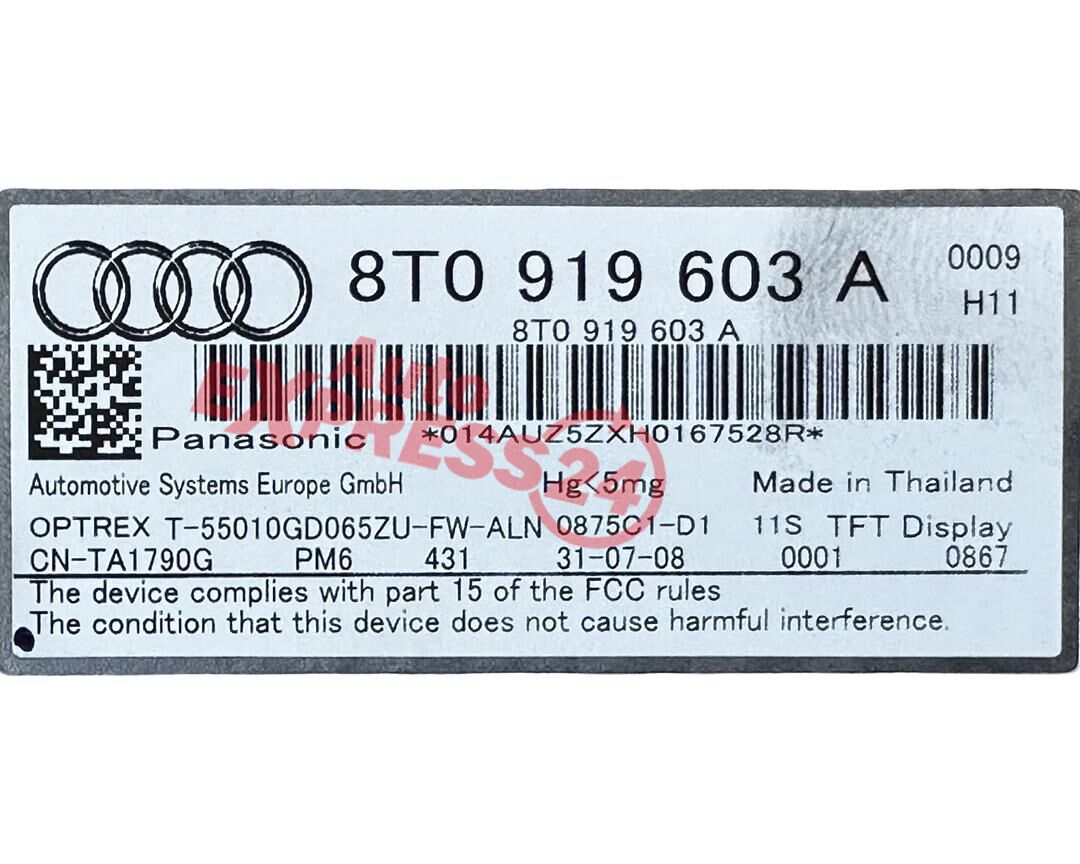 8T0 919 603 A 0009
H11
8T0 919 603 A
Auto
EXPRESS24
Panasonic *014AUZ5ZXH0167528R*
Automotive Systems Europe GmbH Hg<5mg Made in Thailand
OPTREX T-55010GD065ZU-FW-ALN 0875C1-D1 11S TFT Display
CN-TA1790G PM6 431 31-07-08 0001 0867
The device complies with part 15 of the FCC rules
The condition that this device does not cause harmful interference.